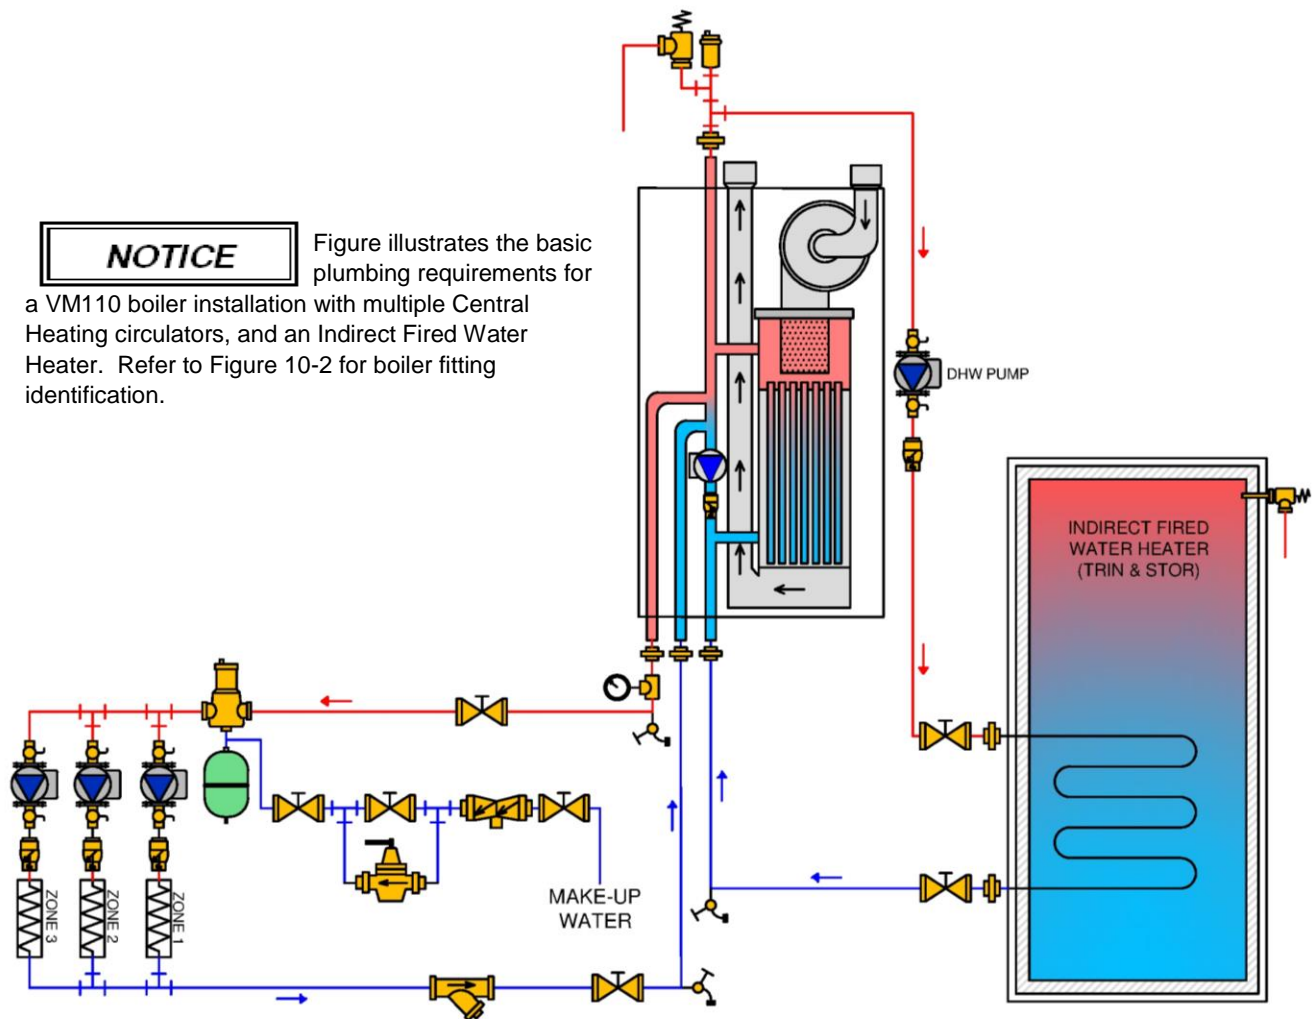 NOTICE
Figure illustrates the basic
plumbing requirements for
a VM110 boiler installation with multiple Central
Heating circulators, and an Indirect Fired Water
Heater.  Refer to Figure 10-2 for boiler fitting
identification.
DHW PUMP
INDIRECT FIRED
WATER HEATER
(TRIN & STOR)
ZONE 3
ZONE 2
ZONE 1
MAKE-UP
WATER